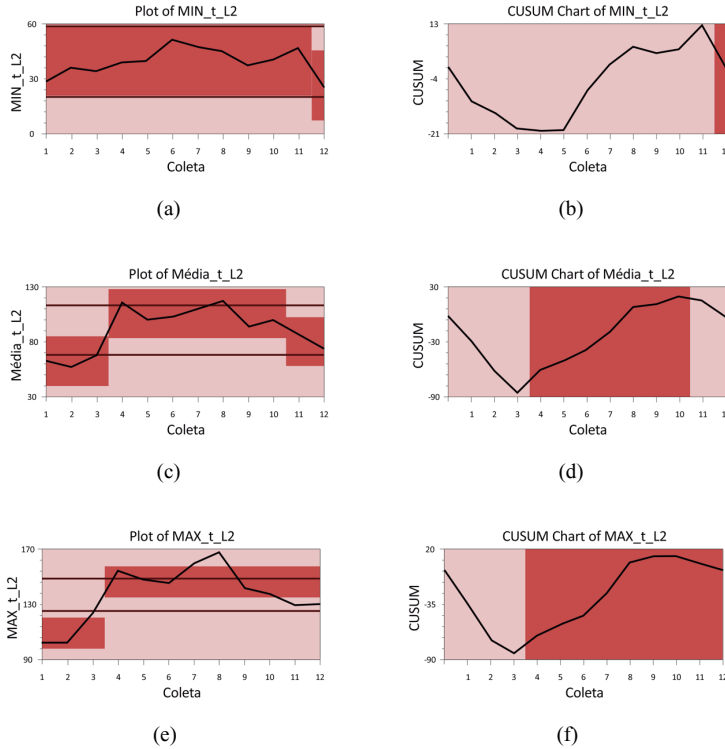 Plot of MIN_t_L2
MIN_t_L2
60
30
0
1 2 3 4 5 6 7 8 9 10 11 12
Coleta
(a)
CUSUM Chart of MIN_t_L2
CUSUM
13
-4
-21
1 2 3 4 5 6 7 8 9 10 11 12
Coleta
(b)
Plot of Média_t_L2
Média_t_L2
130
80
30
1 2 3 4 5 6 7 8 9 10 11 12
Coleta
(c)
CUSUM Chart of Média_t_L2
CUSUM
30
-30
-90
1 2 3 4 5 6 7 8 9 10 11 12
Coleta
(d)
Plot of MAX_t_L2
MAX_t_L2
170
130
90
1 2 3 4 5 6 7 8 9 10 11 12
Coleta
(e)
CUSUM Chart of MAX_t_L2
CUSUM
20
-35
-90
1 2 3 4 5 6 7 8 9 10 11 12
Coleta
(f)